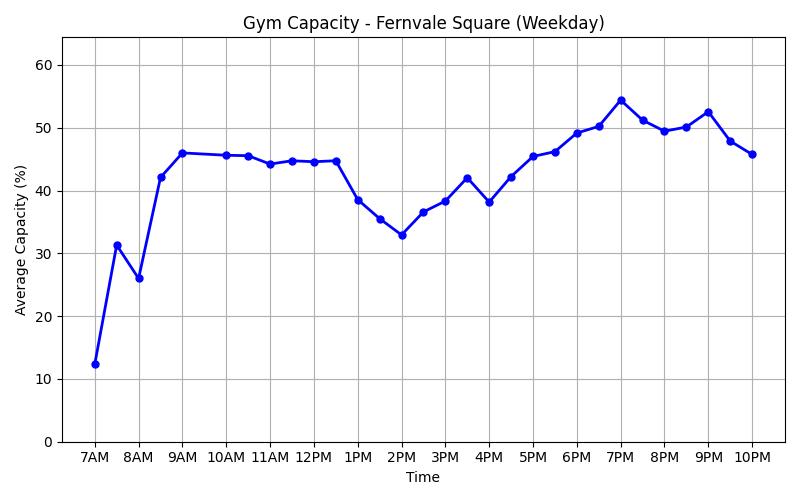 Gym Capacity - Fernvale Square (Weekday)
Average Capacity (%)
60
50
40
30
20
10
0
7AM 8AM 9AM 10AM 11AM 12PM 1PM 2PM 3PM 4PM 5PM 6PM 7PM 8PM 9PM 10PM
Time